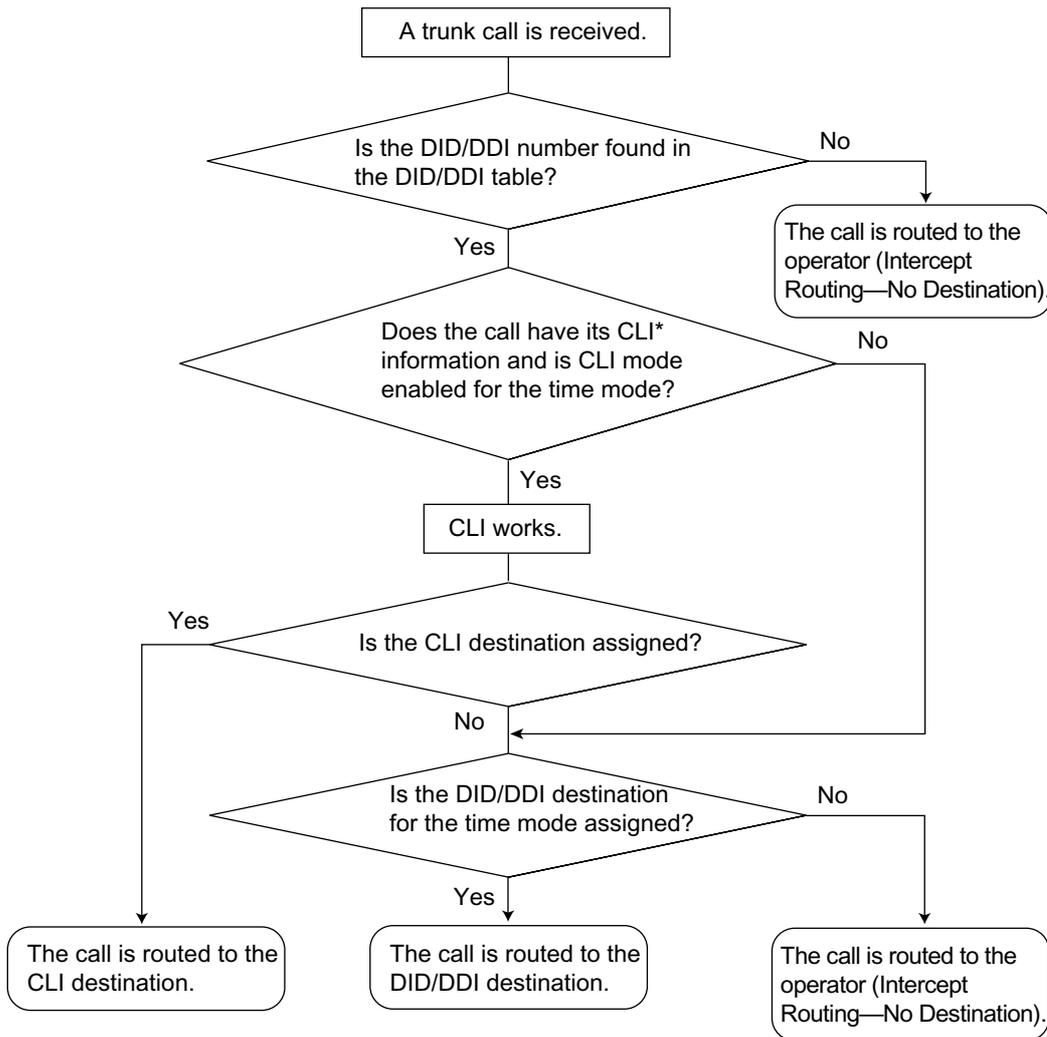 A trunk call is received.
Is the DID/DDI number found in
the DID/DDI table?
No
The call is routed to the
operator (Intercept
Routing—No Destination).
Yes
Does the call have its CLI*
information and is CLI mode
enabled for the time mode?
No
Yes
CLI works.
Yes
Is the CLI destination assigned?
No
Is the DID/DDI destination
for the time mode assigned?
No
Yes
The call is routed to the
CLI destination.
The call is routed to the
DID/DDI destination.
The call is routed to the
operator (Intercept
Routing—No Destination).